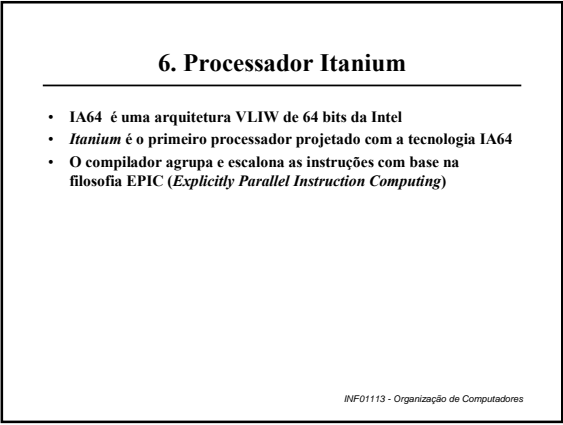 6. Processador Itanium
• IA64 é uma arquitetura VLIW de 64 bits da Intel
• Itanium é o primeiro processador projetado com a tecnologia IA64
• O compilador agrupa e escalona as instruções com base na
filosofia EPIC (Explicitly Parallel Instruction Computing)
INF01113 - Organização de Computadores